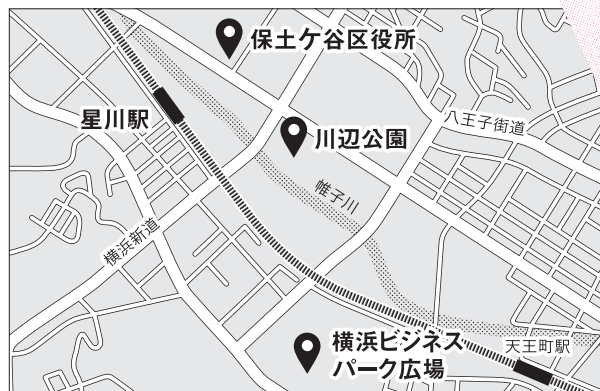 保土ケ谷区役所
星川駅
川辺公園
八王子街道
帷子川
横浜新道
横浜ビジネス
パーク広場
天王町駅